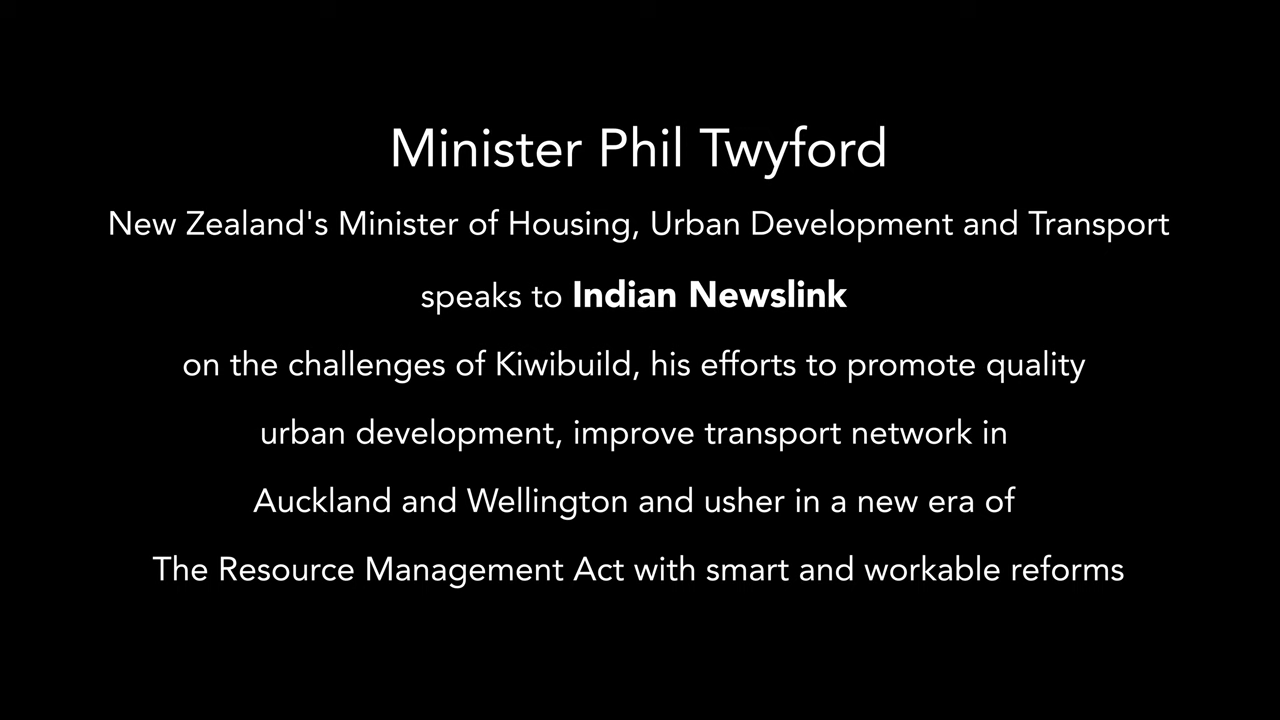 Minister Phil Twyford
New Zealand's Minister of Housing, Urban Development and Transport
speaks to Indian Newslink
on the challenges of Kiwibuild, his efforts to promote quality
urban development, improve transport network in
Auckland and Wellington and usher in a new era of
The Resource Management Act with smart and workable reforms